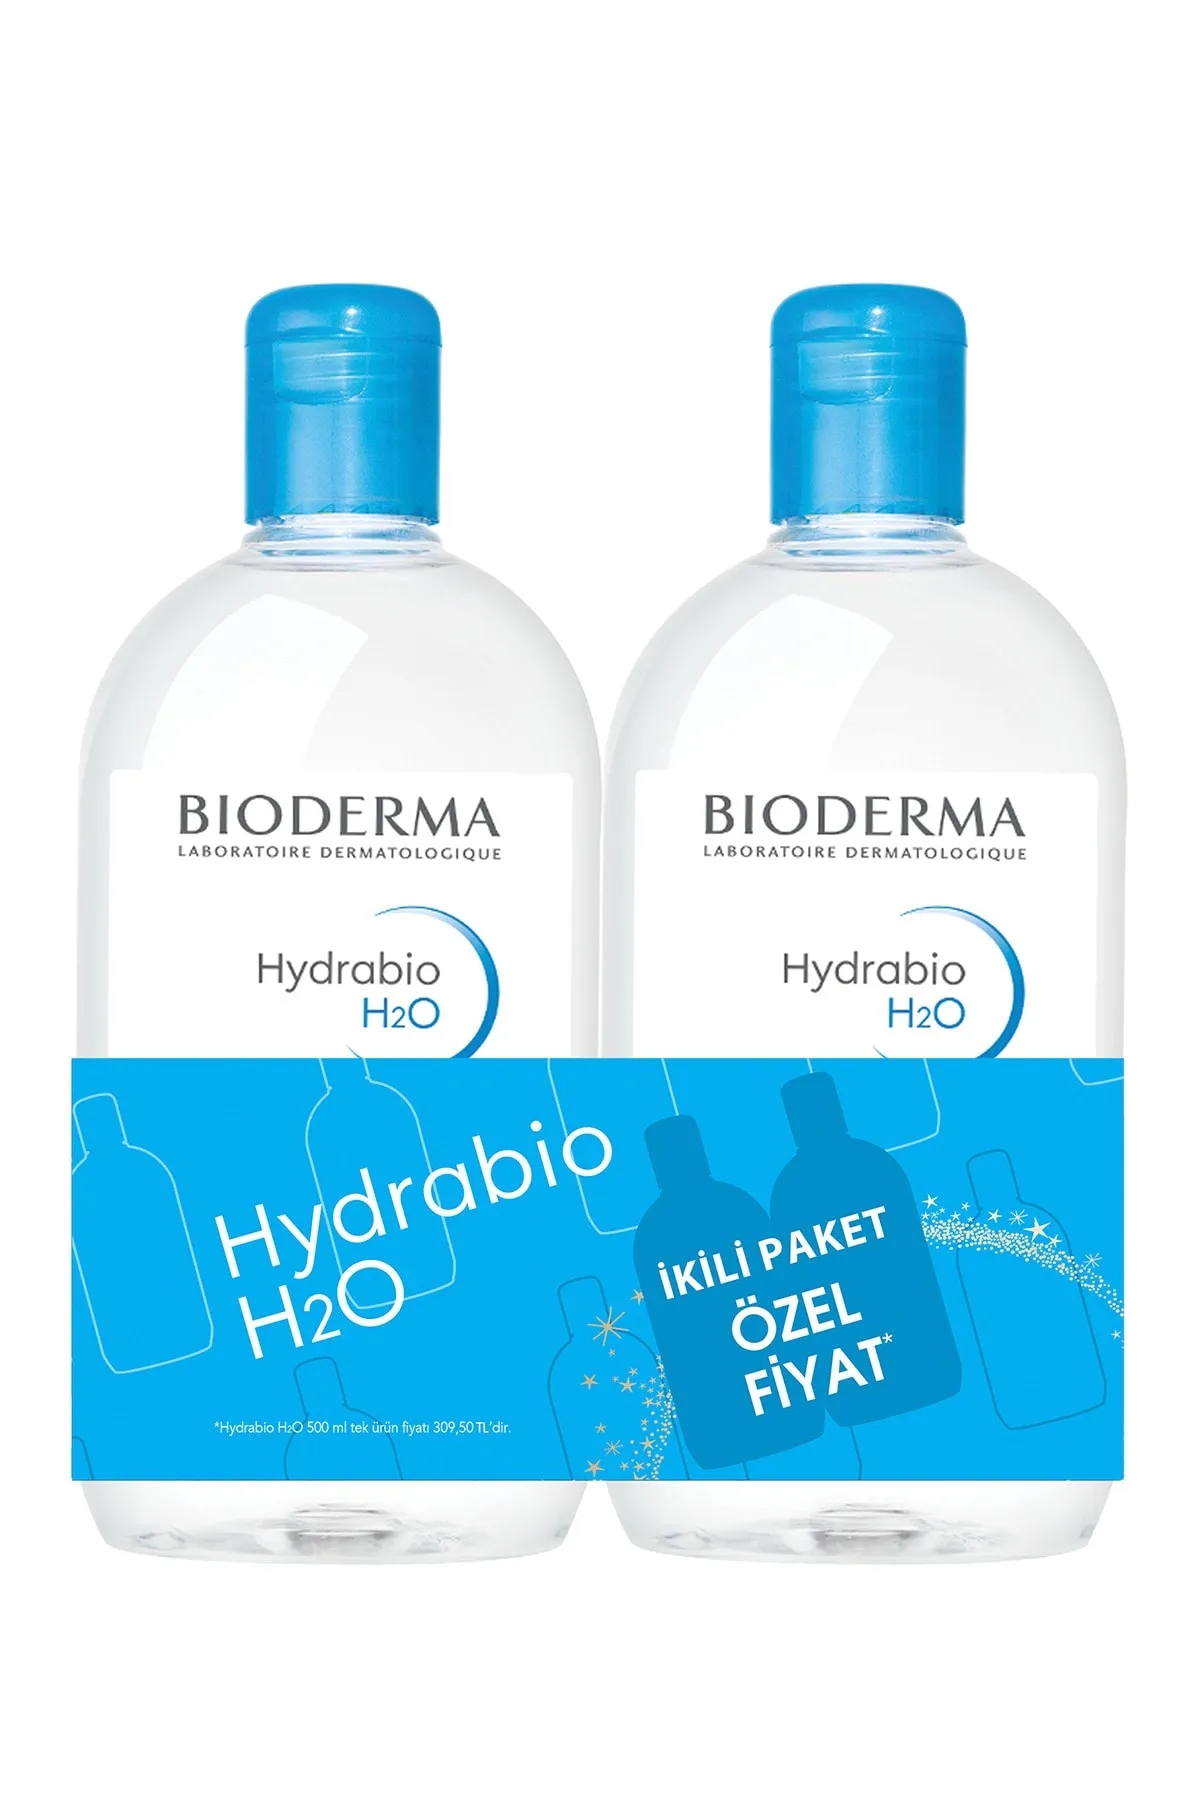 BIODERMA
LABORATOIRE DERMATOLOGIQUE
Hydrabio
H2O
BIODERMA
LABORATOIRE DERMATOLOGIQUE
Hydrabio
H2O
Hydrabio
H2O
İKİLİ PAKET
ÖZEL
FİYAT*
*Hydrabio H2O 500 ml tek ürün fiyatı 309,50 TL'dir.